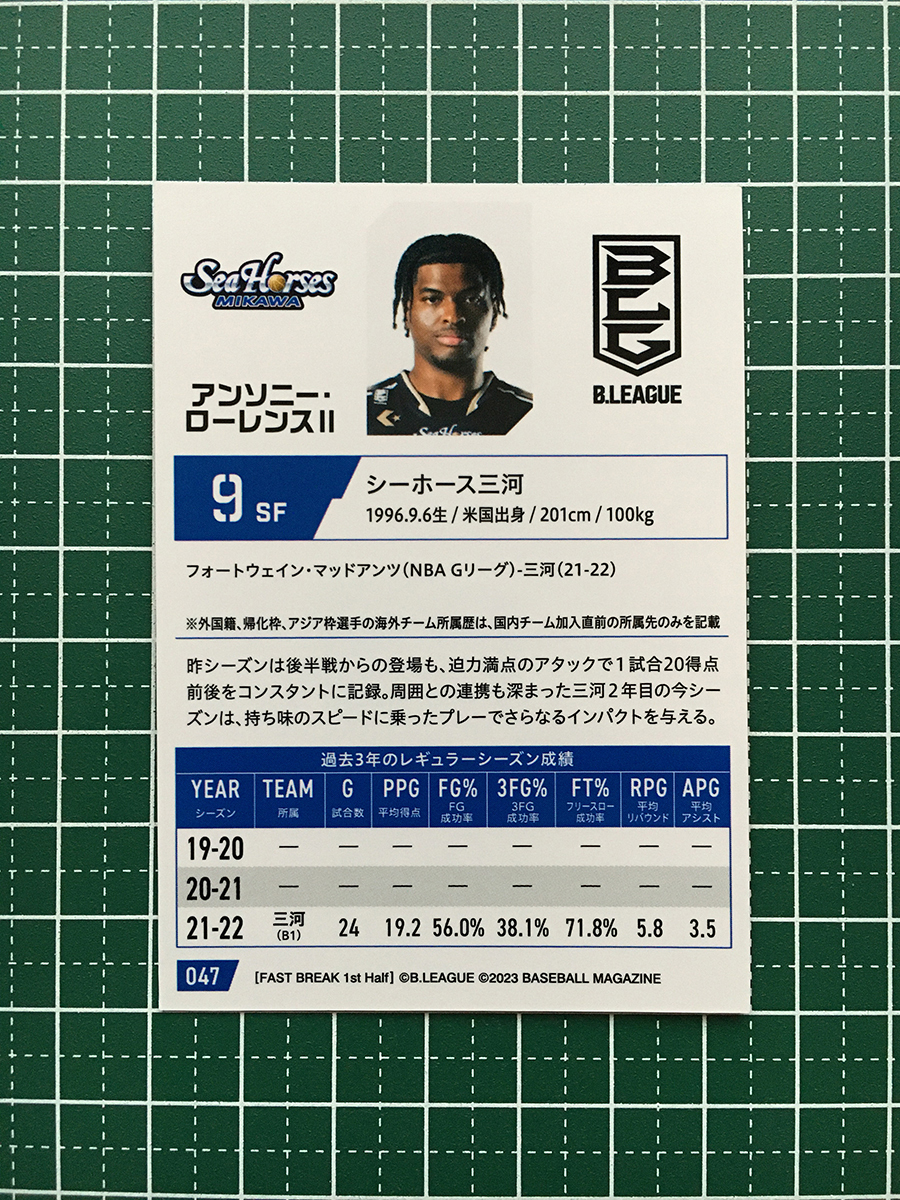 SeaHorses
MIKAWA
BLG
B.LEAGUE
アンソニー・
ローレンスⅡ
SeaHorses
9 SF
シーホース三河
1996.9.6生 / 米国出身 / 201cm / 100kg
フォートウェイン・マッドアンツ(NBA Gリーグ)-三河(21-22)
※外国籍、帰化枠、アジア枠選手の海外チーム所属歴は、国内チーム加入直前の所属先のみを記載
昨シーズンは後半戦からの登場も、迫力満点のアタックで1試合20得点
前後をコンスタントに記録。周囲との連携も深まった三河2年目の今シー
ズンは、持ち味のスピードに乗ったプレーでさらなるインパクトを与える。
過去3年のレギュラーシーズン成績
YEAR TEAM G PPG FG% 3FG% FT% RPG APG
シーズン 所属 試合数 平均得点 FG成功率 3FG成功率 フリースロー成功率 平均リバウンド 平均アシスト
19-20 — — — — — — — —
20-21 — — — — — — — —
21-22 三河(B1) 24 19.2 56.0% 38.1% 71.8% 5.8 3.5
047 [FAST BREAK 1st Half] ©B.LEAGUE ©2023 BASEBALL MAGAZINE